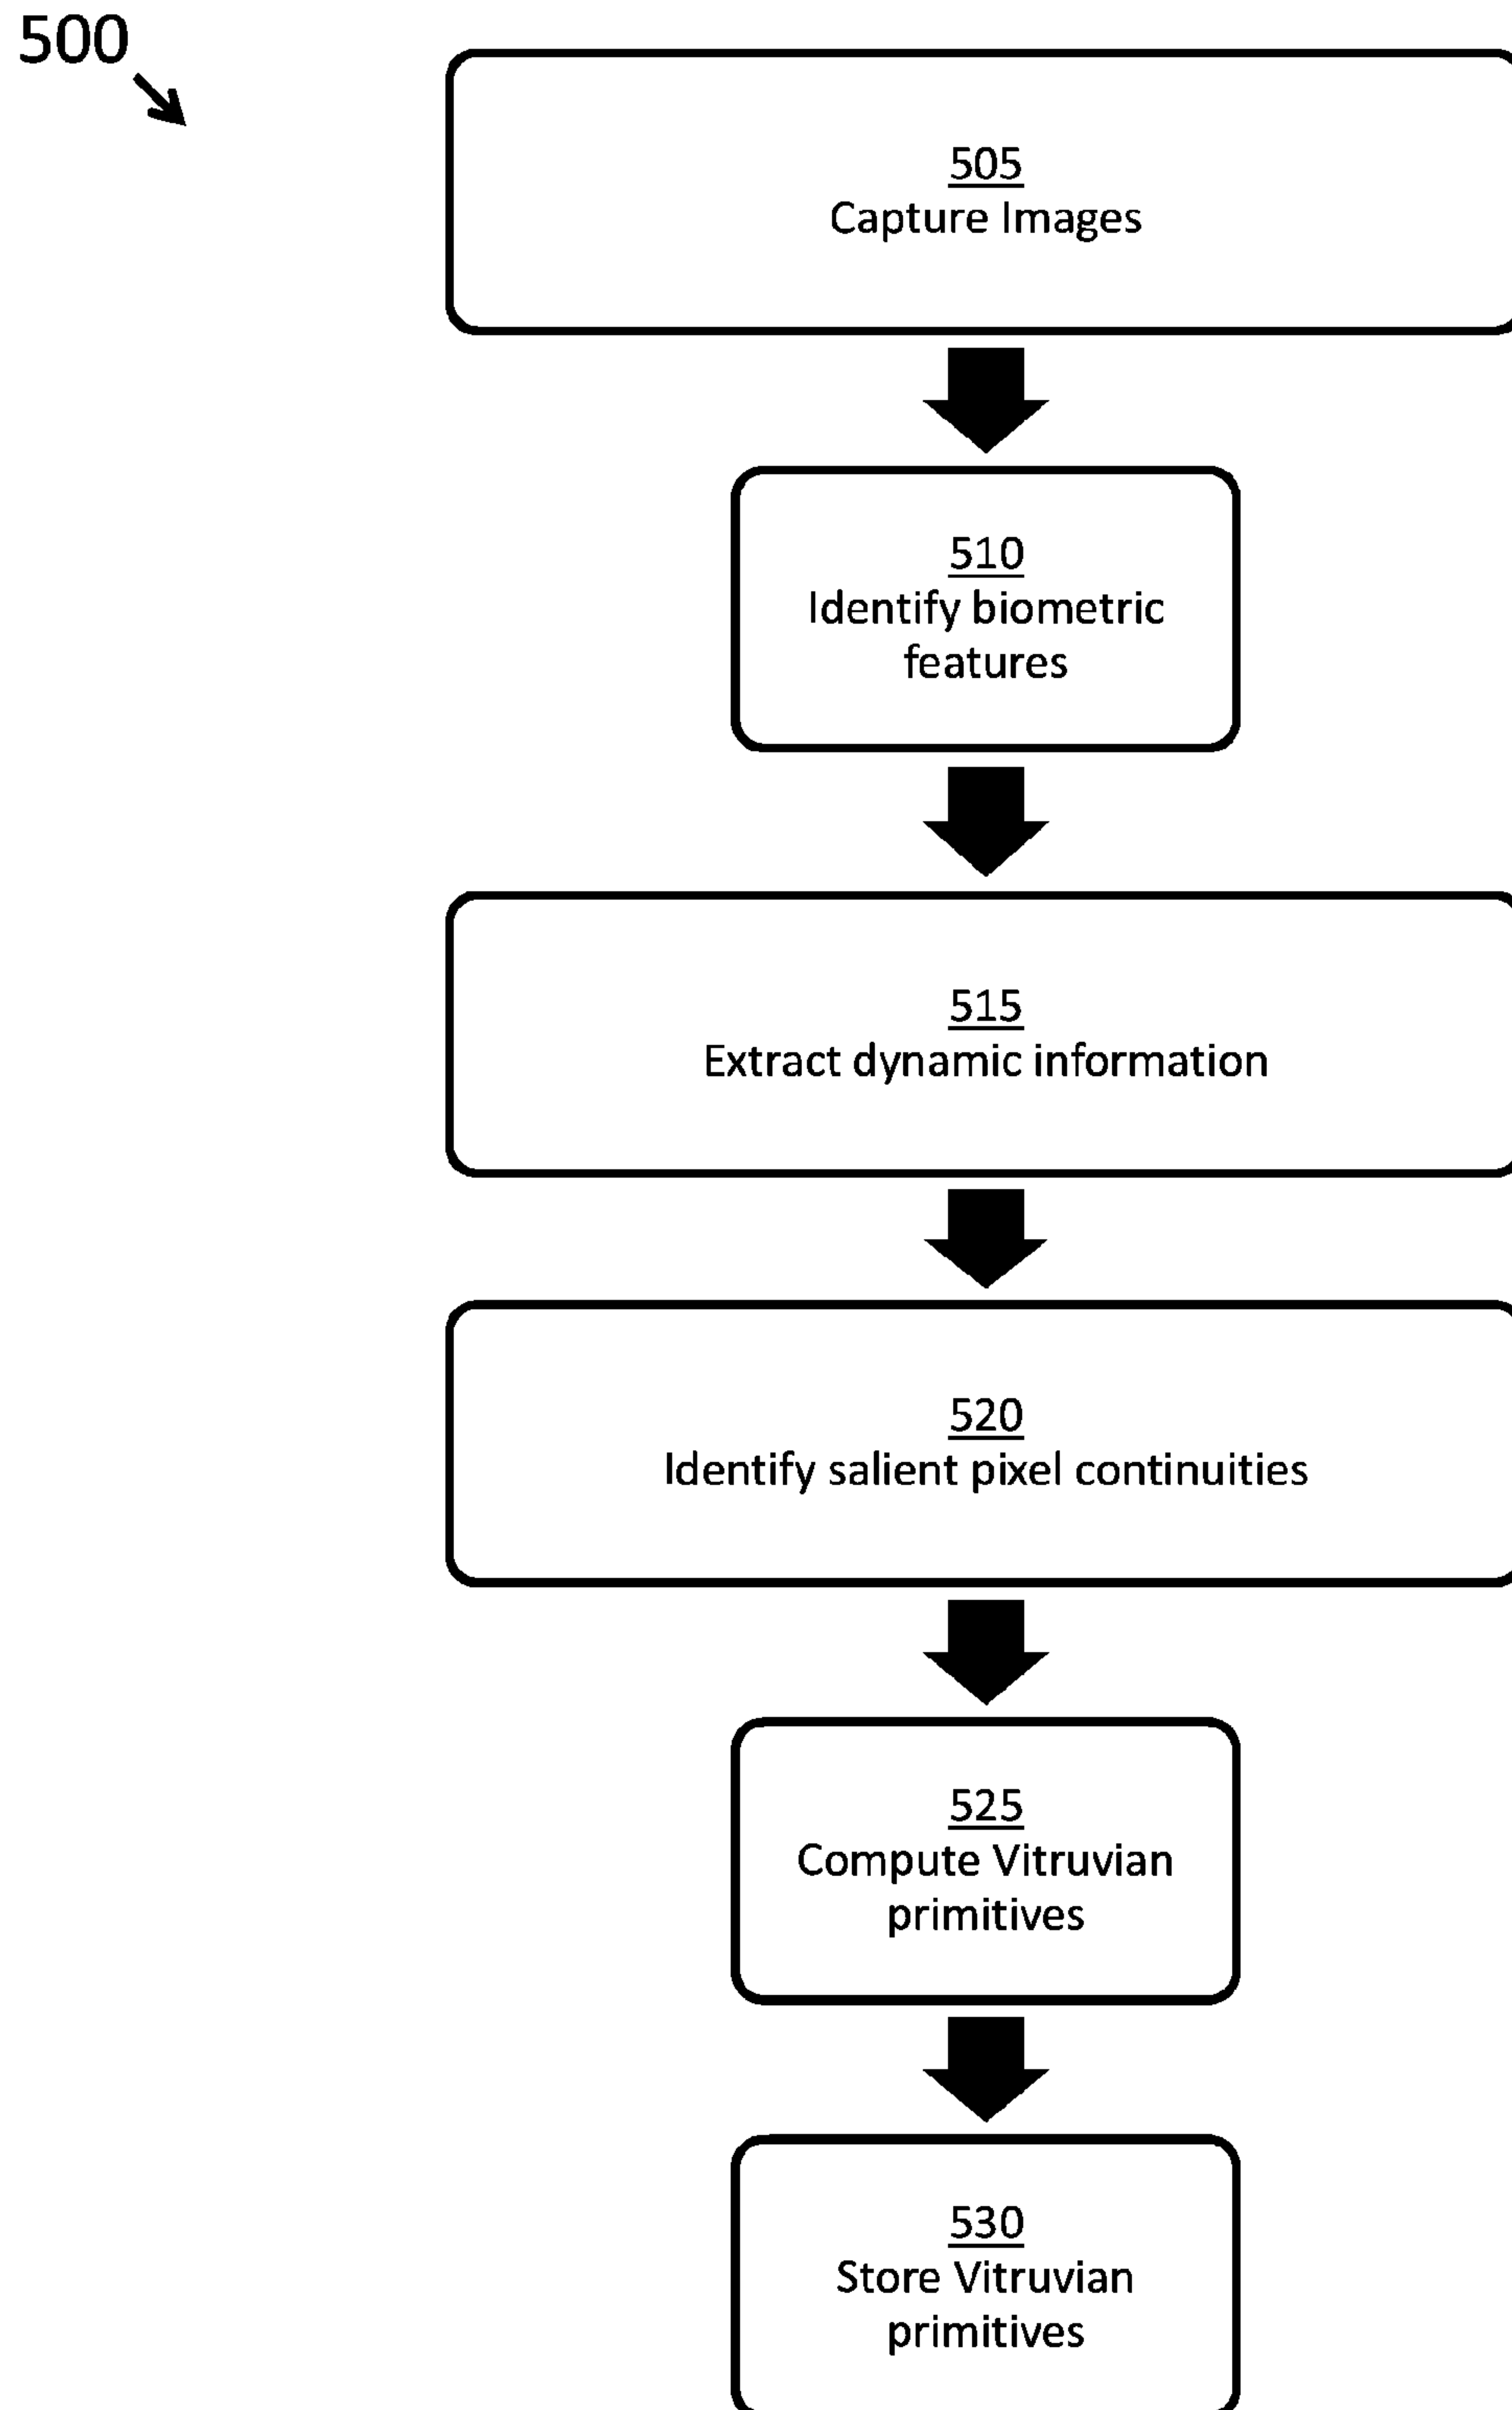 500
505
Capture Images
510
Identify biometric
features
515
Extract dynamic information
520
Identify salient pixel continuities
525
Compute Vitruvian
primitives
530
Store Vitruvian
primitives